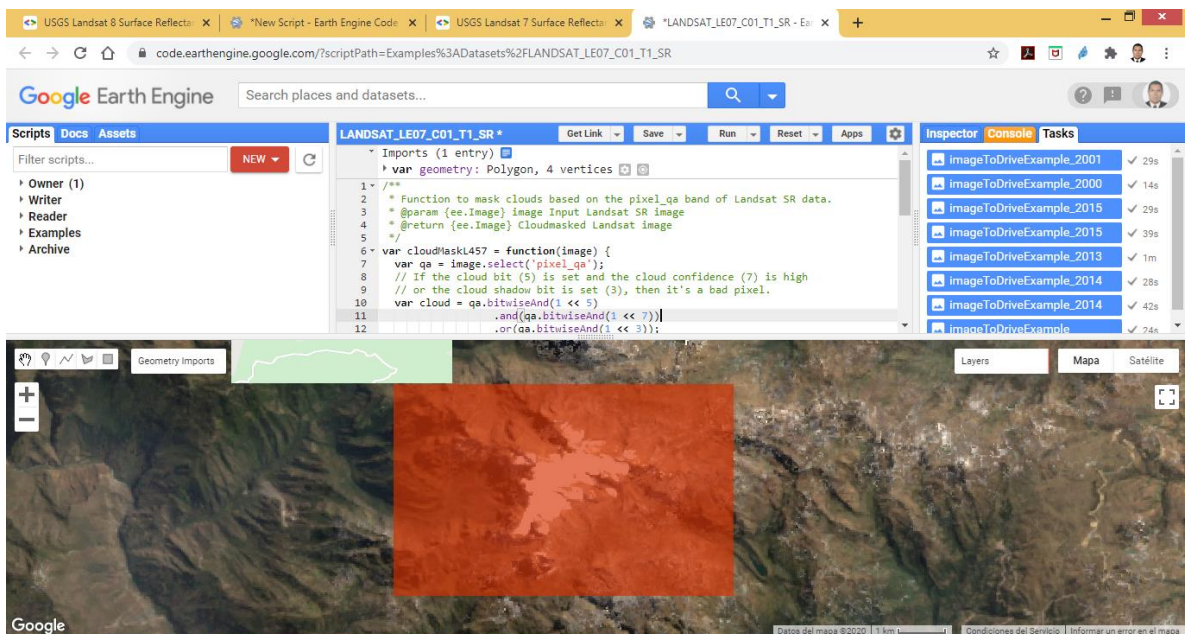 USGS Landsat 8 Surface Reflectan
*New Script - Earth Engine Code
USGS Landsat 7 Surface Reflectan
*LANDSAT_LE07_C01_T1_SR - Ea
code.earthengine.google.com/?scriptPath=Examples%3ADatasets%2FLANDSAT_LE07_C01_T1_SR
Google Earth Engine
Search places and datasets...
Scripts Docs Assets
Filter scripts...
NEW
Owner (1)
Writer
Reader
Examples
Archive
LANDSAT_LE07_C01_T1_SR *
Get Link Save Run Reset Apps
Imports (1 entry)
var geometry: Polygon, 4 vertices
1 /**
2 * Function to mask clouds based on the pixel_qa band of Landsat SR data.
3 * @param {ee.Image} image Input Landsat SR image
4 * @return {ee.Image} Cloudmasked Landsat image
5 */
6 var cloudMaskL457 = function(image) {
7 var qa = image.select('pixel_qa');
8 // If the cloud bit (5) is set and the cloud confidence (7) is high
9 // or the cloud shadow bit is set (3), then it's a bad pixel.
10 var cloud = qa.bitwiseAnd(1 << 5)
11 .and(qa.bitwiseAnd(1 << 7))
12 .or(qa.bitwiseAnd(1 << 3));
Inspector Console Tasks
imageToDriveExample_2001 29s
imageToDriveExample_2000 14s
imageToDriveExample_2015 29s
imageToDriveExample_2015 39s
imageToDriveExample_2013 1m
imageToDriveExample_2014 28s
imageToDriveExample_2014 42s
imageToDriveExample 24s
Geometry Imports
Layers
Mapa Satélite
Google
Datos del mapa ©2020 1 km Condiciones del Servicio Informar un error en el mapa